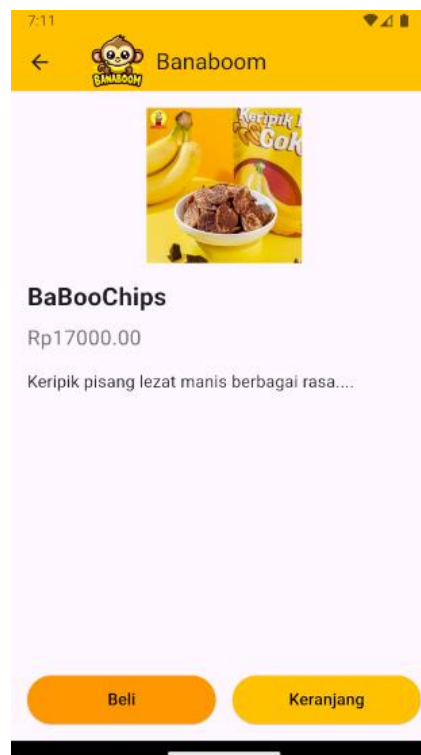 7:11
BANABOOM
Banaboom
Keripik
Cok
BaBooChips
Rp17000.00
Keripik pisang lezat manis berbagai rasa....
Beli
Keranjang